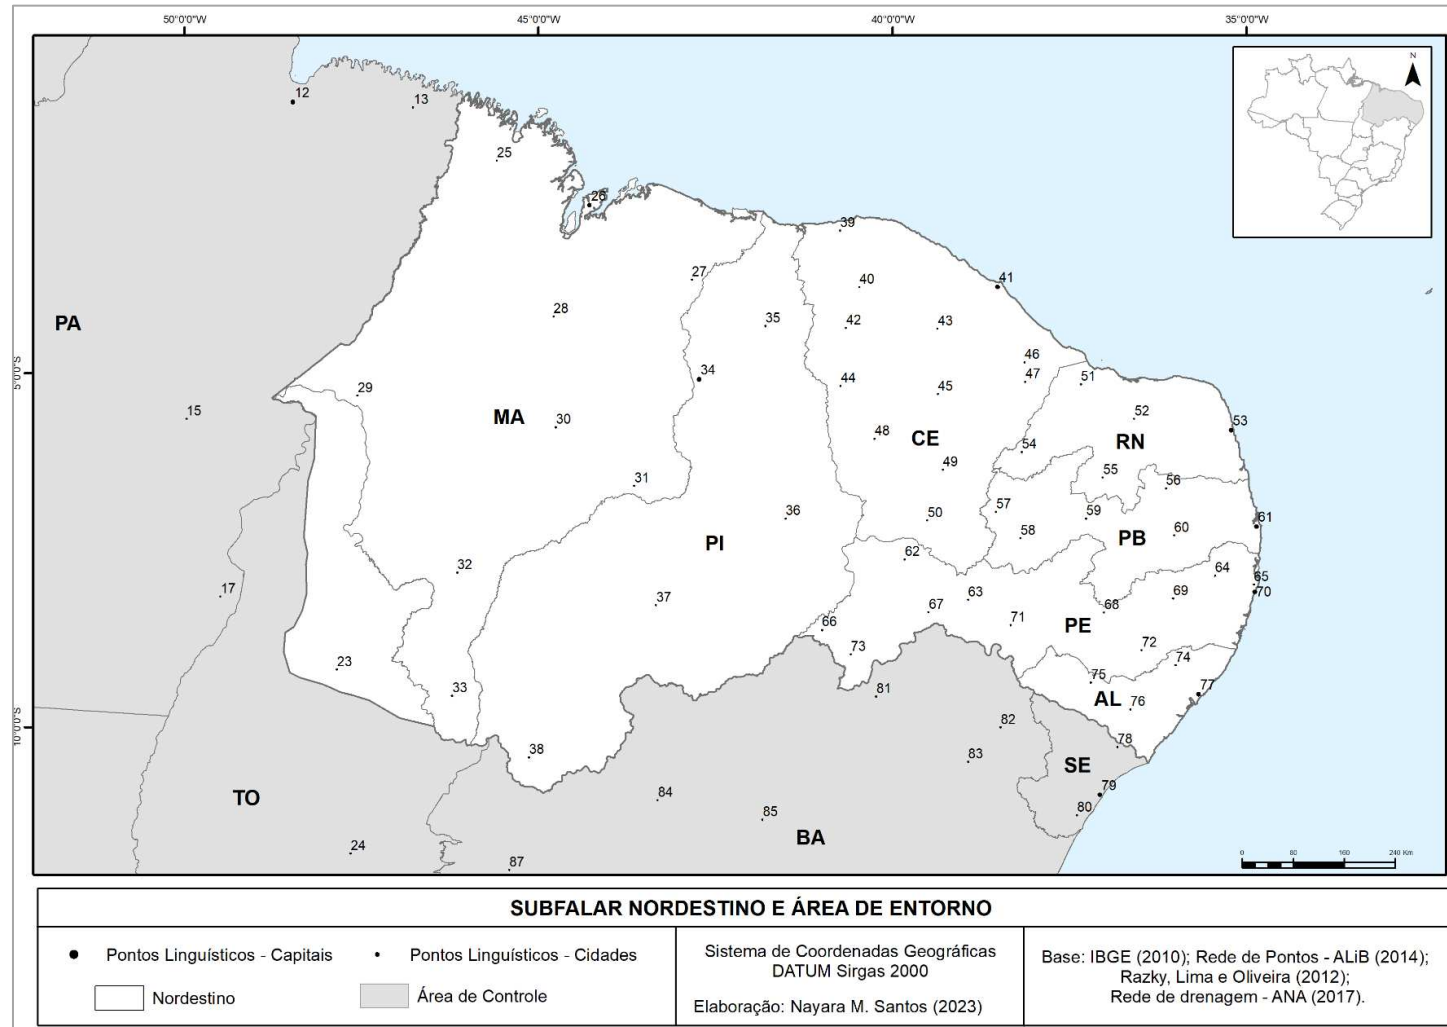 50°0'0"W 45°0'0"W 40°0'0"W 35°0'0"W
N
12
13
25
26
39
27
40
41
28
35
42
43
PA
46
5°0'0"S
34
44
47
51
29
45
15
MA
30
52
53
48
CE
RN
54
49
31
55
56
36
50
57
59
61
PI
58
PB
60
62
32
64
17
65
37
63
69
70
67
68
66
71
PE
73
72
23
74
75
33
81
77
AL
76
82
10°0'0"S
38
83
78
SE
TO
84
79
85
80
BA
24
87
0 80 160 240 Km
SUBFALAR NORDESTINO E ÁREA DE ENTORNO
Pontos Linguísticos - Capitais
Pontos Linguísticos - Cidades
Nordestino
Área de Controle
Sistema de Coordenadas Geográficas
DATUM Sirgas 2000
Elaboração: Nayara M. Santos (2023)
Base: IBGE (2010); Rede de Pontos - ALiB (2014);
Razky, Lima e Oliveira (2012);
Rede de drenagem - ANA (2017).